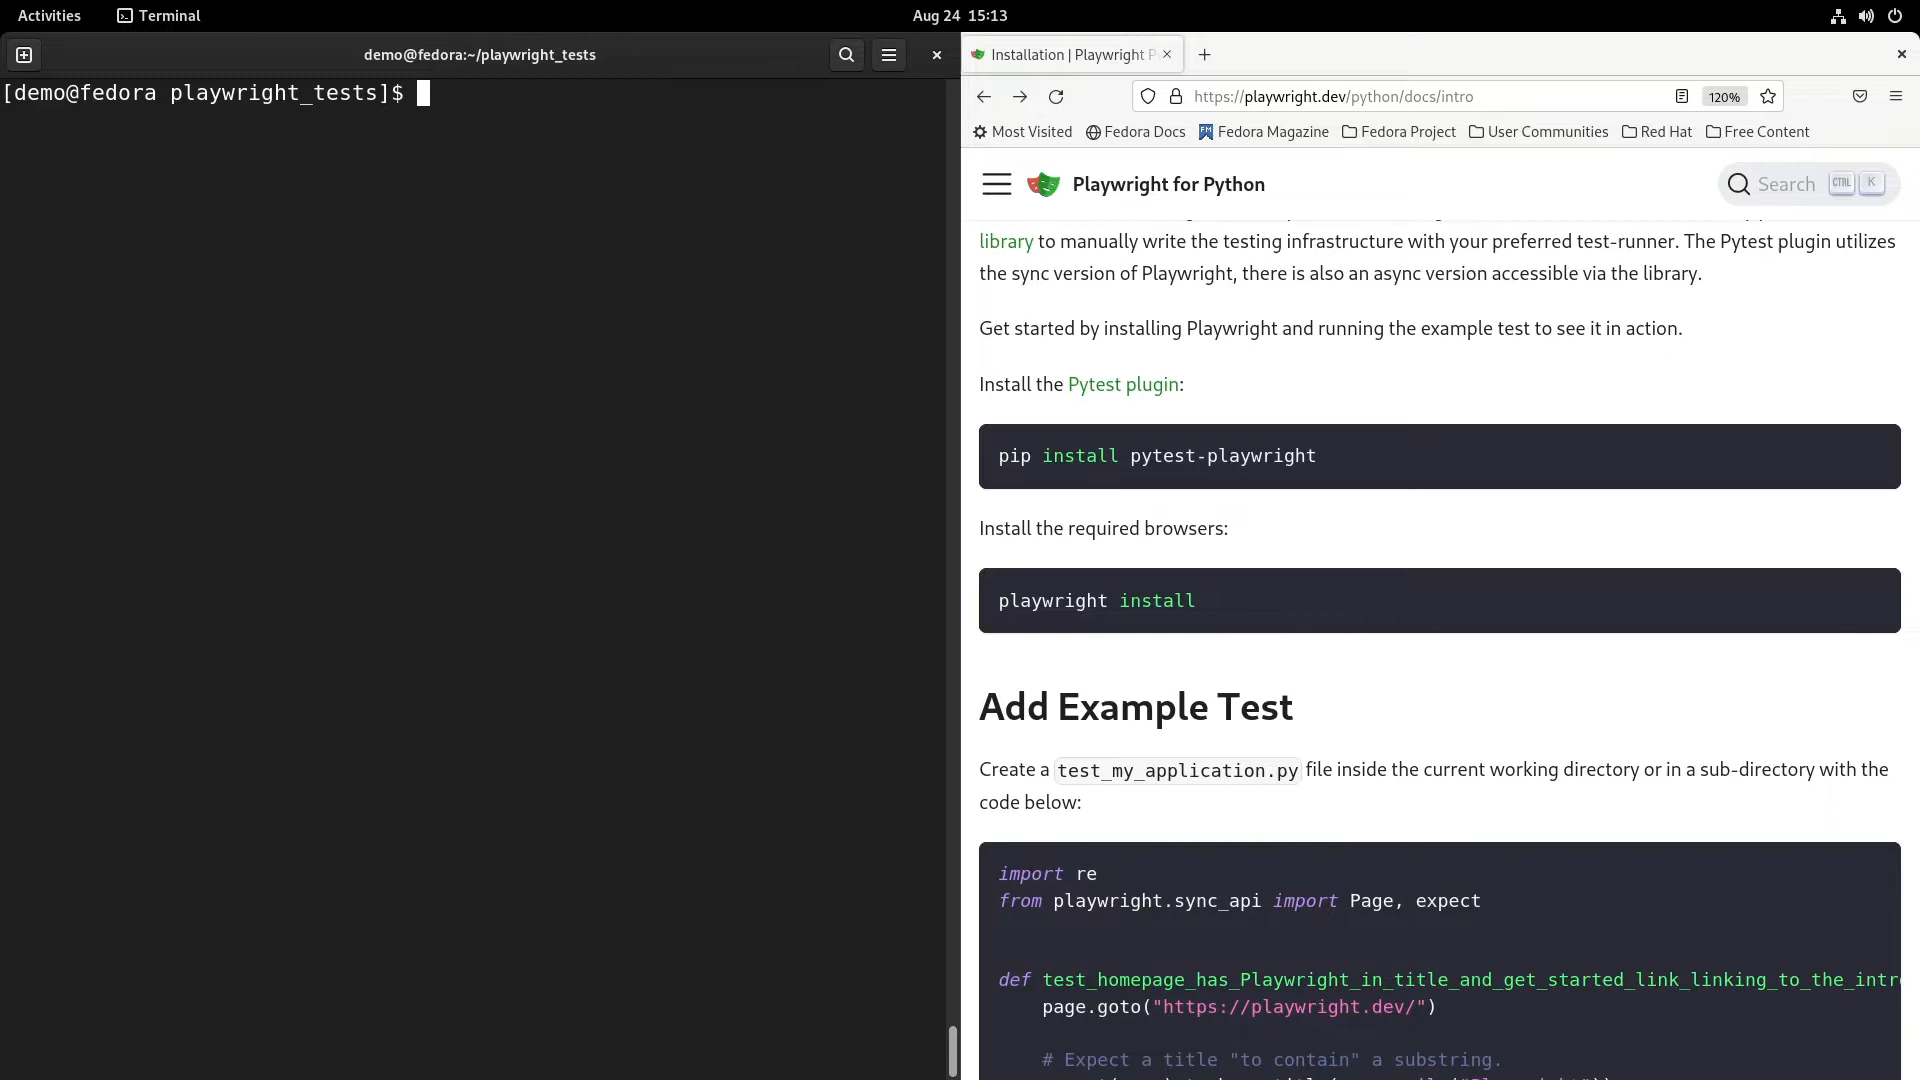 Activities
Terminal
Aug 24 15:13
demo@fedora:~/playwright_tests
[demo@fedora playwright_tests]$
Installation | Playwright P
https://playwright.dev/python/docs/intro
120%
Most Visited
Fedora Docs
Fedora Magazine
Fedora Project
User Communities
Red Hat
Free Content
Playwright for Python
Search
CTRL
K
library to manually write the testing infrastructure with your preferred test-runner. The Pytest plugin utilizes
the sync version of Playwright, there is also an async version accessible via the library.
Get started by installing Playwright and running the example test to see it in action.
Install the Pytest plugin:
pip install pytest-playwright
Install the required browsers:
playwright install
Add Example Test
Create a test_my_application.py file inside the current working directory or in a sub-directory with the
code below:
import re
from playwright.sync_api import Page, expect
def test_homepage_has_Playwright_in_title_and_get_started_link_linking_to_the_intro
page.goto("https://playwright.dev/")
# Expect a title "to contain" a substring.